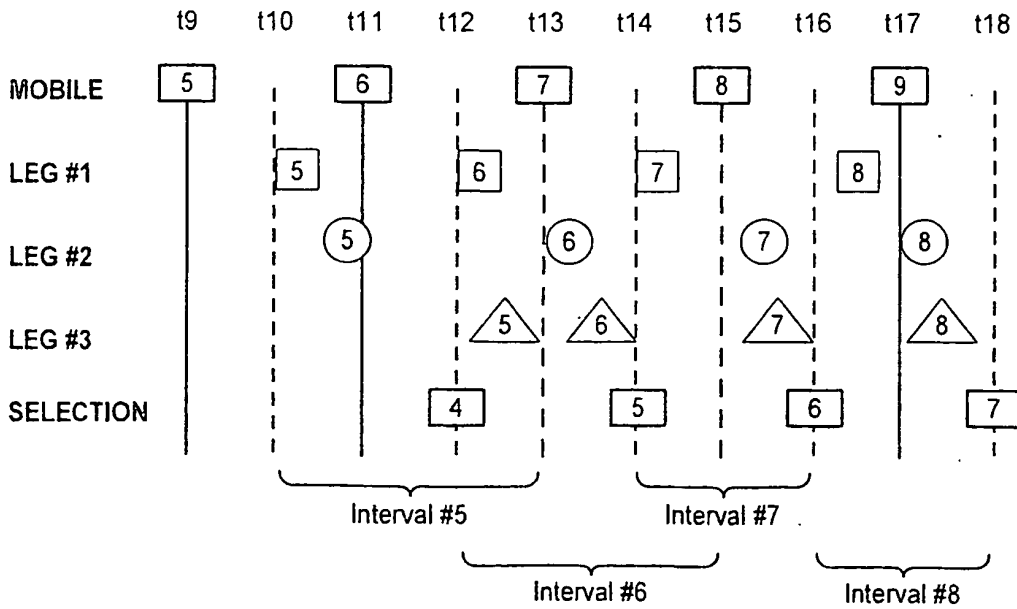 t9 t10 t11 t12 t13 t14 t15 t16 t17 t18
MOBILE 5 6 7 8 9
LEG #1 5 6 7 8
LEG #2 5 6 7 8
LEG #3 5 6 7 8
SELECTION 4 5 6 7
Interval #5 Interval #7
Interval #6 Interval #8